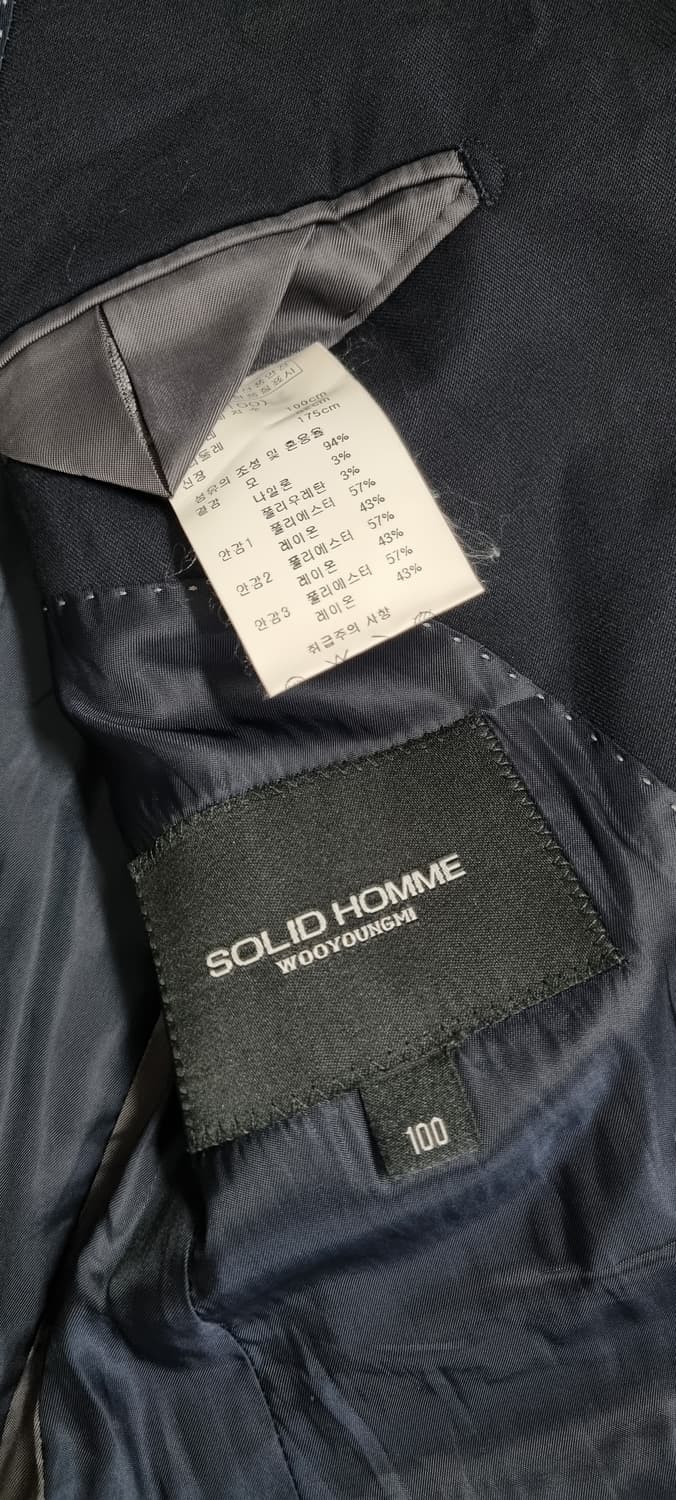 100cm
175cm
신장
섬유의 조성 및 혼용율
겉감 모 94%
나일론 3%
폴리우레탄 3%
안감1 폴리에스터 57%
레이온 43%
안감2 폴리에스터 57%
레이온 43%
안감3 폴리에스터 57%
레이온 43%
취급주의 사항
SOLID HOMME
WOOYOUNGMI
100